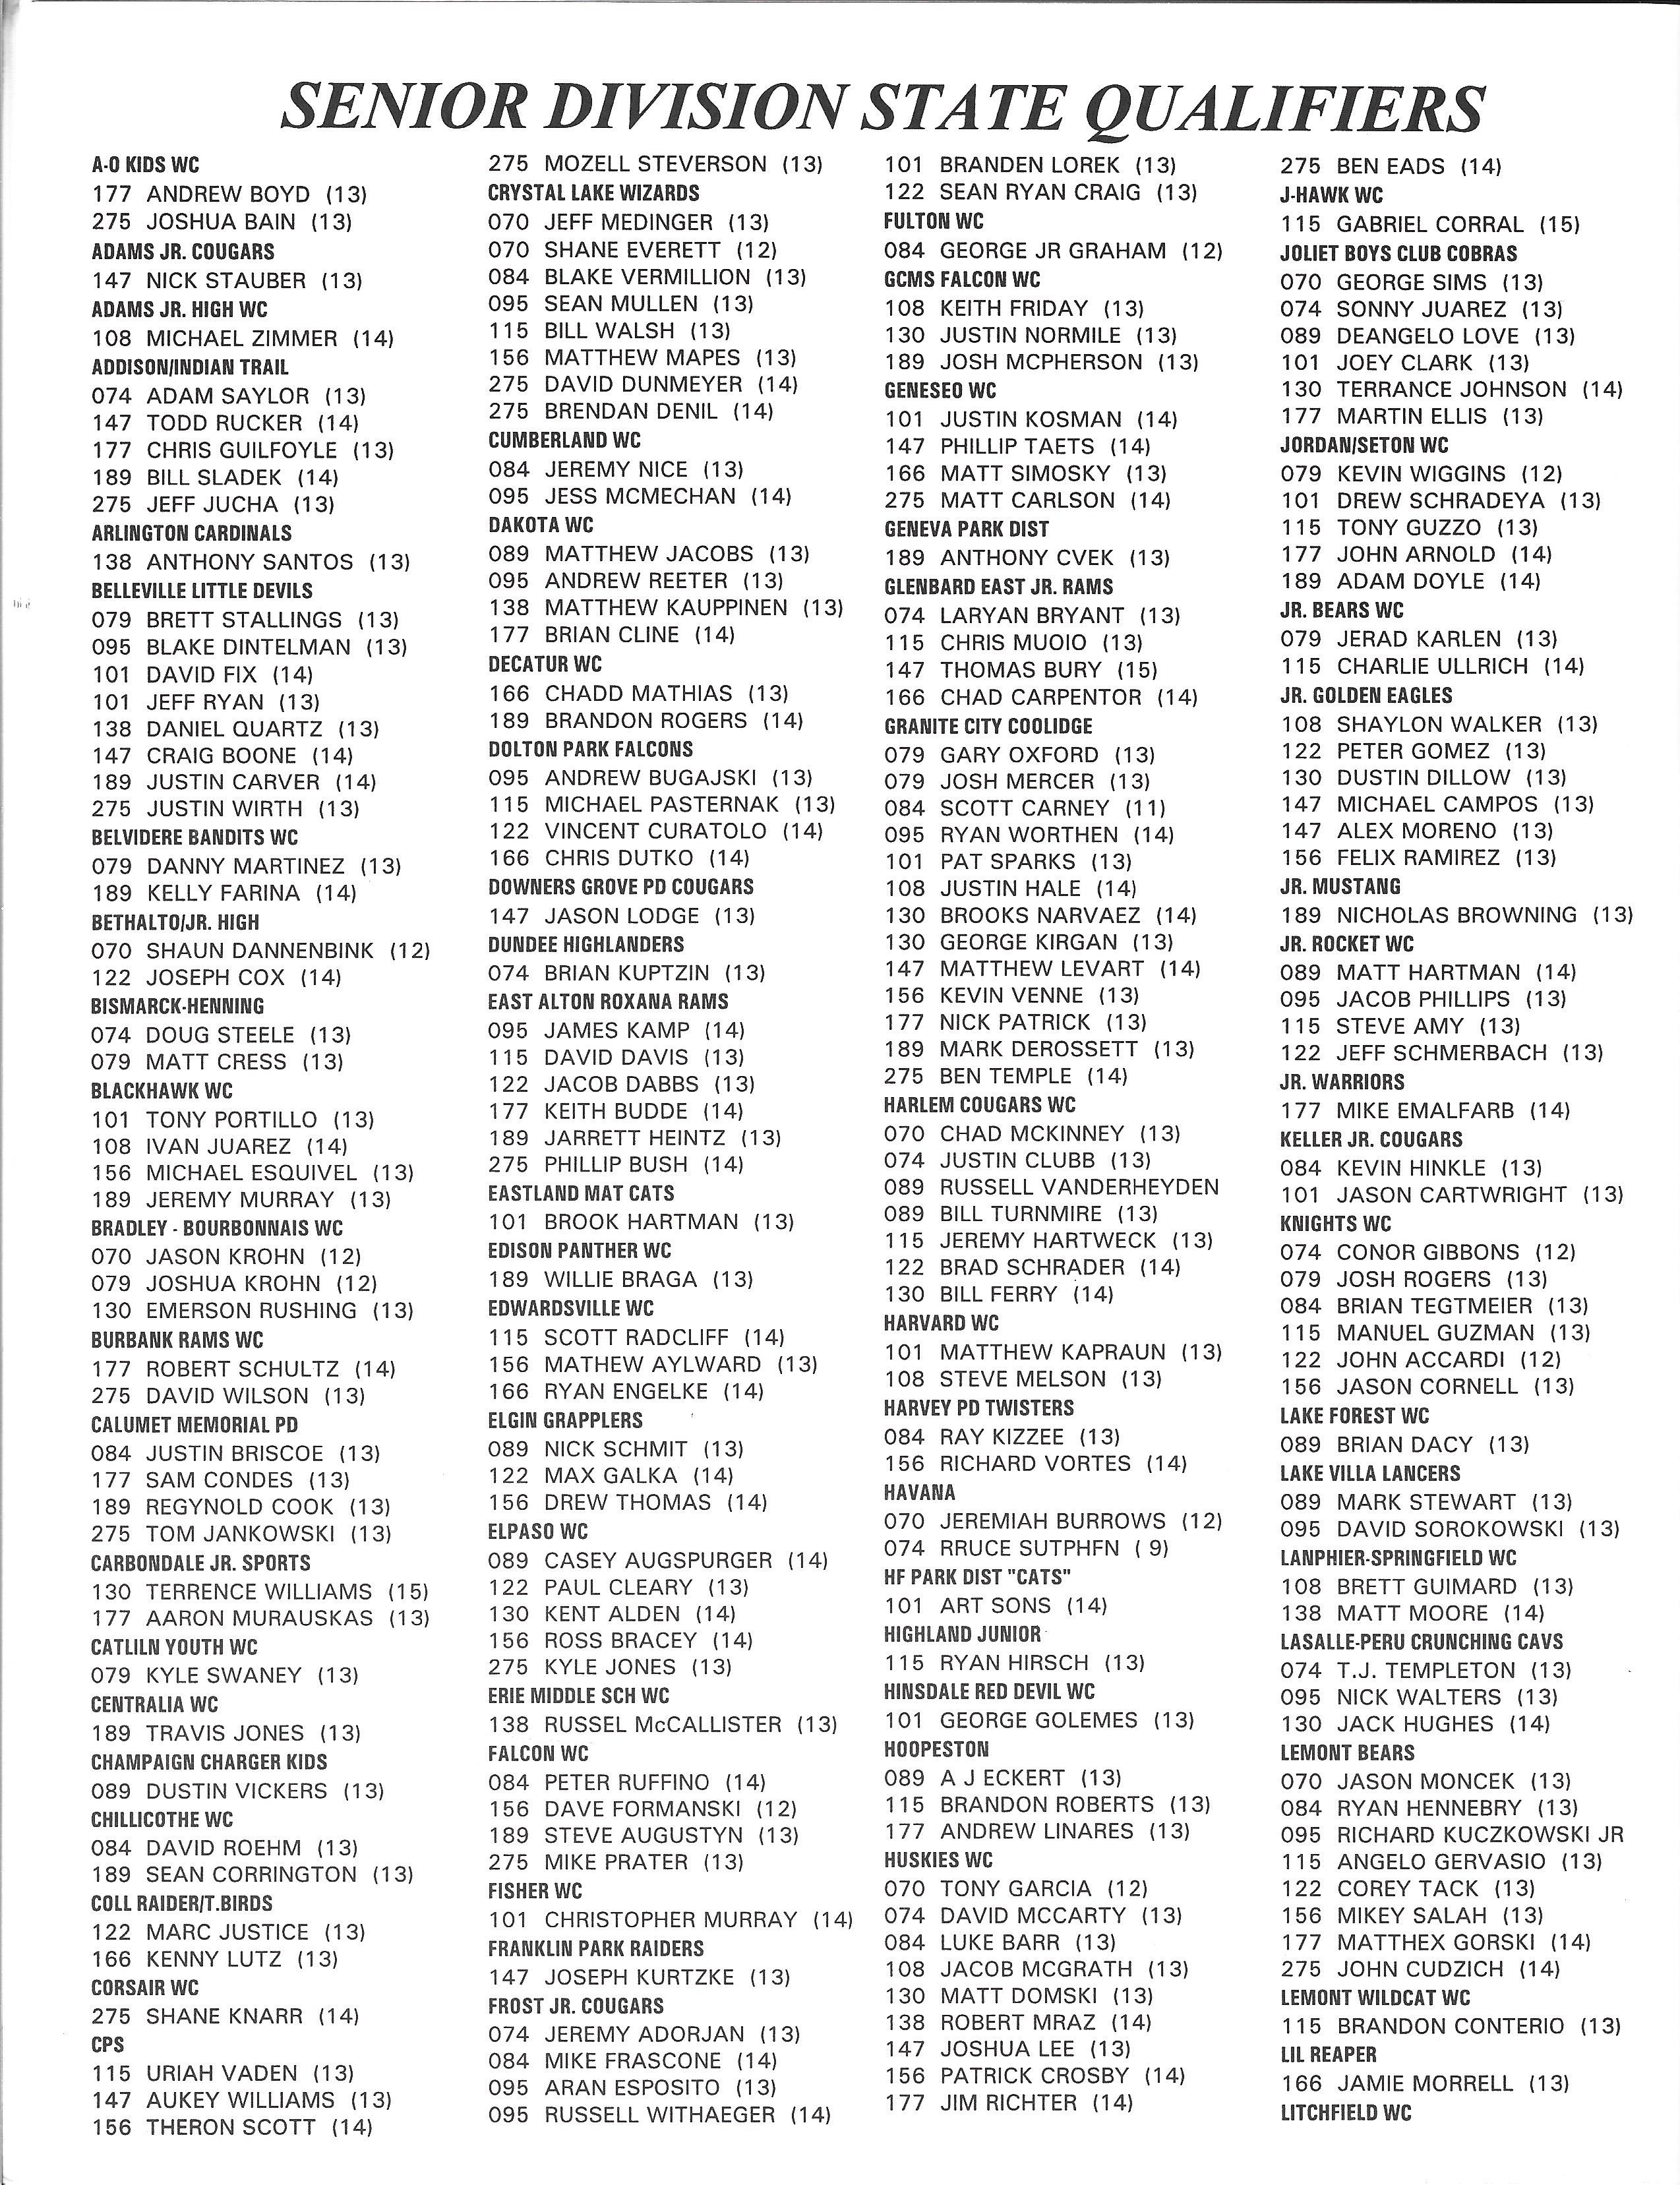 SENIOR DIVISION STATE QUALIFIERS
A-O KIDS WC
177 ANDREW BOYD (13)
275 JOSHUA BAIN (13)
ADAMS JR. COUGARS
147 NICK STAUBER (13)
ADAMS JR. HIGH WC
108 MICHAEL ZIMMER (14)
ADDISON/INDIAN TRAIL
074 ADAM SAYLOR (13)
147 TODD RUCKER (14)
177 CHRIS GUILFOYLE (13)
189 BILL SLADEK (14)
275 JEFF JUCHA (13)
ARLINGTON CARDINALS
138 ANTHONY SANTOS (13)
BELLEVILLE LITTLE DEVILS
079 BRETT STALLINGS (13)
095 BLAKE DINTELMAN (13)
101 DAVID FIX (14)
101 JEFF RYAN (13)
138 DANIEL QUARTZ (13)
147 CRAIG BOONE (14)
189 JUSTIN CARVER (14)
275 JUSTIN WIRTH (13)
BELVIDERE BANDITS WC
079 DANNY MARTINEZ (13)
189 KELLY FARINA (14)
BETHALTO/JR. HIGH
070 SHAUN DANNENBINK (12)
122 JOSEPH COX (14)
BISMARCK-HENNING
074 DOUG STEELE (13)
079 MATT CRESS (13)
BLACKHAWK WC
101 TONY PORTILLO (13)
108 IVAN JUAREZ (14)
156 MICHAEL ESQUIVEL (13)
189 JEREMY MURRAY (13)
BRADLEY - BOURBONNAIS WC
070 JASON KROHN (12)
079 JOSHUA KROHN (12)
130 EMERSON RUSHING (13)
BURBANK RAMS WC
177 ROBERT SCHULTZ (14)
275 DAVID WILSON (13)
CALUMET MEMORIAL PD
084 JUSTIN BRISCOE (13)
177 SAM CONDES (13)
189 REGYNOLD COOK (13)
275 TOM JANKOWSKI (13)
CARBONDALE JR. SPORTS
130 TERRENCE WILLIAMS (15)
177 AARON MURAUSKAS (13)
CATLILN YOUTH WC
079 KYLE SWANEY (13)
CENTRALIA WC
189 TRAVIS JONES (13)
CHAMPAIGN CHARGER KIDS
089 DUSTIN VICKERS (13)
CHILLICOTHE WC
084 DAVID ROEHM (13)
189 SEAN CORRINGTON (13)
COLL RAIDER/T.BIRDS
122 MARC JUSTICE (13)
166 KENNY LUTZ (13)
CORSAIR WC
275 SHANE KNARR (14)
CPS
115 URIAH VADEN (13)
147 AUKEY WILLIAMS (13)
156 THERON SCOTT (14)
275 MOZELL STEVERSON (13)
CRYSTAL LAKE WIZARDS
070 JEFF MEDINGER (13)
070 SHANE EVERETT (12)
084 BLAKE VERMILLION (13)
095 SEAN MULLEN (13)
115 BILL WALSH (13)
156 MATTHEW MAPES (13)
275 DAVID DUNMEYER (14)
275 BRENDAN DENIL (14)
CUMBERLAND WC
084 JEREMY NICE (13)
095 JESS MCMECHAN (14)
DAKOTA WC
089 MATTHEW JACOBS (13)
095 ANDREW REETER (13)
138 MATTHEW KAUPPINEN (13)
177 BRIAN CLINE (14)
DECATUR WC
166 CHADD MATHIAS (13)
189 BRANDON ROGERS (14)
DOLTON PARK FALCONS
095 ANDREW BUGAJSKI (13)
115 MICHAEL PASTERNAK (13)
122 VINCENT CURATOLO (14)
166 CHRIS DUTKO (14)
DOWNERS GROVE PD COUGARS
147 JASON LODGE (13)
DUNDEE HIGHLANDERS
074 BRIAN KUPTZIN (13)
EAST ALTON ROXANA RAMS
095 JAMES KAMP (14)
115 DAVID DAVIS (13)
122 JACOB DABBS (13)
177 KEITH BUDDE (14)
189 JARRETT HEINTZ (13)
275 PHILLIP BUSH (14)
EASTLAND MAT CATS
101 BROOK HARTMAN (13)
EDISON PANTHER WC
189 WILLIE BRAGA (13)
EDWARDSVILLE WC
115 SCOTT RADCLIFF (14)
156 MATHEW AYLWARD (13)
166 RYAN ENGELKE (14)
ELGIN GRAPPLERS
089 NICK SCHMIT (13)
122 MAX GALKA (14)
156 DREW THOMAS (14)
ELPASO WC
089 CASEY AUGSPURGER (14)
122 PAUL CLEARY (13)
130 KENT ALDEN (14)
156 ROSS BRACEY (14)
275 KYLE JONES (13)
ERIE MIDDLE SCH WC
138 RUSSEL McCALLISTER (13)
FALCON WC
084 PETER RUFFINO (14)
156 DAVE FORMANSKI (12)
189 STEVE AUGUSTYN (13)
275 MIKE PRATER (13)
FISHER WC
101 CHRISTOPHER MURRAY (14)
FRANKLIN PARK RAIDERS
147 JOSEPH KURTZKE (13)
FROST JR. COUGARS
074 JEREMY ADORJAN (13)
084 MIKE FRASCONE (14)
095 ARAN ESPOSITO (13)
095 RUSSELL WITHAEGER (14)
101 BRANDEN LOREK (13)
122 SEAN RYAN CRAIG (13)
FULTON WC
084 GEORGE JR GRAHAM (12)
GCMS FALCON WC
108 KEITH FRIDAY (13)
130 JUSTIN NORMILE (13)
189 JOSH MCPHERSON (13)
GENESEO WC
101 JUSTIN KOSMAN (14)
147 PHILLIP TAETS (14)
166 MATT SIMOSKY (13)
275 MATT CARLSON (14)
GENEVA PARK DIST
189 ANTHONY CVEK (13)
GLENBARD EAST JR. RAMS
074 LARYAN BRYANT (13)
115 CHRIS MUOIO (13)
147 THOMAS BURY (15)
166 CHAD CARPENTOR (14)
GRANITE CITY COOLIDGE
079 GARY OXFORD (13)
079 JOSH MERCER (13)
084 SCOTT CARNEY (11)
095 RYAN WORTHEN (14)
101 PAT SPARKS (13)
108 JUSTIN HALE (14)
130 BROOKS NARVAEZ (14)
130 GEORGE KIRGAN (13)
147 MATTHEW LEVART (14)
156 KEVIN VENNE (13)
177 NICK PATRICK (13)
189 MARK DEROSSETT (13)
275 BEN TEMPLE (14)
HARLEM COUGARS WC
070 CHAD MCKINNEY (13)
074 JUSTIN CLUBB (13)
089 RUSSELL VANDERHEYDEN
089 BILL TURNMIRE (13)
115 JEREMY HARTWECK (13)
122 BRAD SCHRADER (14)
130 BILL FERRY (14)
HARVARD WC
101 MATTHEW KAPRAUN (13)
108 STEVE MELSON (13)
HARVEY PD TWISTERS
084 RAY KIZZEE (13)
156 RICHARD VORTES (14)
HAVANA
070 JEREMIAH BURROWS (12)
074 RRUCE SUTPHFN ( 9)
HF PARK DIST "CATS"
101 ART SONS (14)
HIGHLAND JUNIOR
115 RYAN HIRSCH (13)
HINSDALE RED DEVIL WC
101 GEORGE GOLEMES (13)
HOOPESTON
089 A J ECKERT (13)
115 BRANDON ROBERTS (13)
177 ANDREW LINARES (13)
HUSKIES WC
070 TONY GARCIA (12)
074 DAVID MCCARTY (13)
084 LUKE BARR (13)
108 JACOB MCGRATH (13)
130 MATT DOMSKI (13)
138 ROBERT MRAZ (14)
147 JOSHUA LEE (13)
156 PATRICK CROSBY (14)
177 JIM RICHTER (14)
275 BEN EADS (14)
J-HAWK WC
115 GABRIEL CORRAL (15)
JOLIET BOYS CLUB COBRAS
070 GEORGE SIMS (13)
074 SONNY JUAREZ (13)
089 DEANGELO LOVE (13)
101 JOEY CLARK (13)
130 TERRANCE JOHNSON (14)
177 MARTIN ELLIS (13)
JORDAN/SETON WC
079 KEVIN WIGGINS (12)
101 DREW SCHRADEYA (13)
115 TONY GUZZO (13)
177 JOHN ARNOLD (14)
189 ADAM DOYLE (14)
JR. BEARS WC
079 JERAD KARLEN (13)
115 CHARLIE ULLRICH (14)
JR. GOLDEN EAGLES
108 SHAYLON WALKER (13)
122 PETER GOMEZ (13)
130 DUSTIN DILLOW (13)
147 MICHAEL CAMPOS (13)
147 ALEX MORENO (13)
156 FELIX RAMIREZ (13)
JR. MUSTANG
189 NICHOLAS BROWNING (13)
JR. ROCKET WC
089 MATT HARTMAN (14)
095 JACOB PHILLIPS (13)
115 STEVE AMY (13)
122 JEFF SCHMERBACH (13)
JR. WARRIORS
177 MIKE EMALFARB (14)
KELLER JR. COUGARS
084 KEVIN HINKLE (13)
101 JASON CARTWRIGHT (13)
KNIGHTS WC
074 CONOR GIBBONS (12)
079 JOSH ROGERS (13)
084 BRIAN TEGTMEIER (13)
115 MANUEL GUZMAN (13)
122 JOHN ACCARDI (12)
156 JASON CORNELL (13)
LAKE FOREST WC
089 BRIAN DACY (13)
LAKE VILLA LANCERS
089 MARK STEWART (13)
095 DAVID SOROKOWSKI (13)
LANPHIER-SPRINGFIELD WC
108 BRETT GUIMARD (13)
138 MATT MOORE (14)
LASALLE-PERU CRUNCHING CAVS
074 T.J. TEMPLETON (13)
095 NICK WALTERS (13)
130 JACK HUGHES (14)
LEMONT BEARS
070 JASON MONCEK (13)
084 RYAN HENNEBRY (13)
095 RICHARD KUCZKOWSKI JR
115 ANGELO GERVASIO (13)
122 COREY TACK (13)
156 MIKEY SALAH (13)
177 MATTHEX GORSKI (14)
275 JOHN CUDZICH (14)
LEMONT WILDCAT WC
115 BRANDON CONTERIO (13)
LIL REAPER
166 JAMIE MORRELL (13)
LITCHFIELD WC